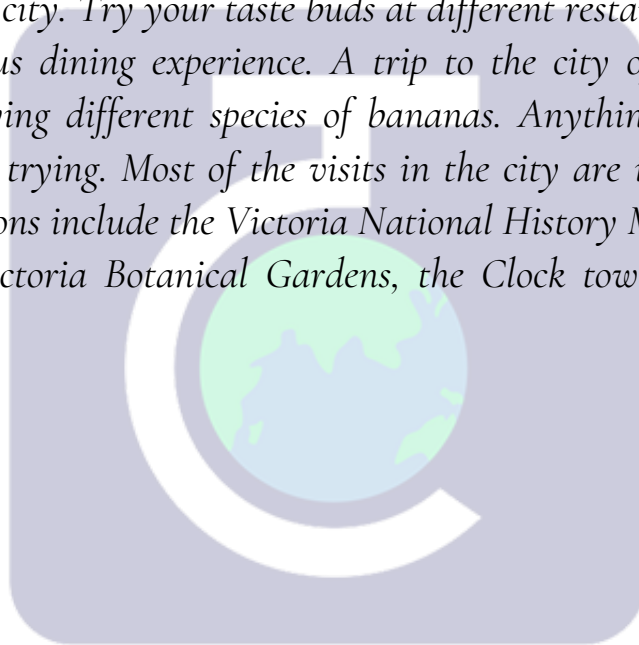 city. Try your taste buds at different resta
us dining experience. A trip to the city o
ing different species of bananas. Anythin
trying. Most of the visits in the city are i
ons include the Victoria National History M
ctoria Botanical Gardens, the Clock tow